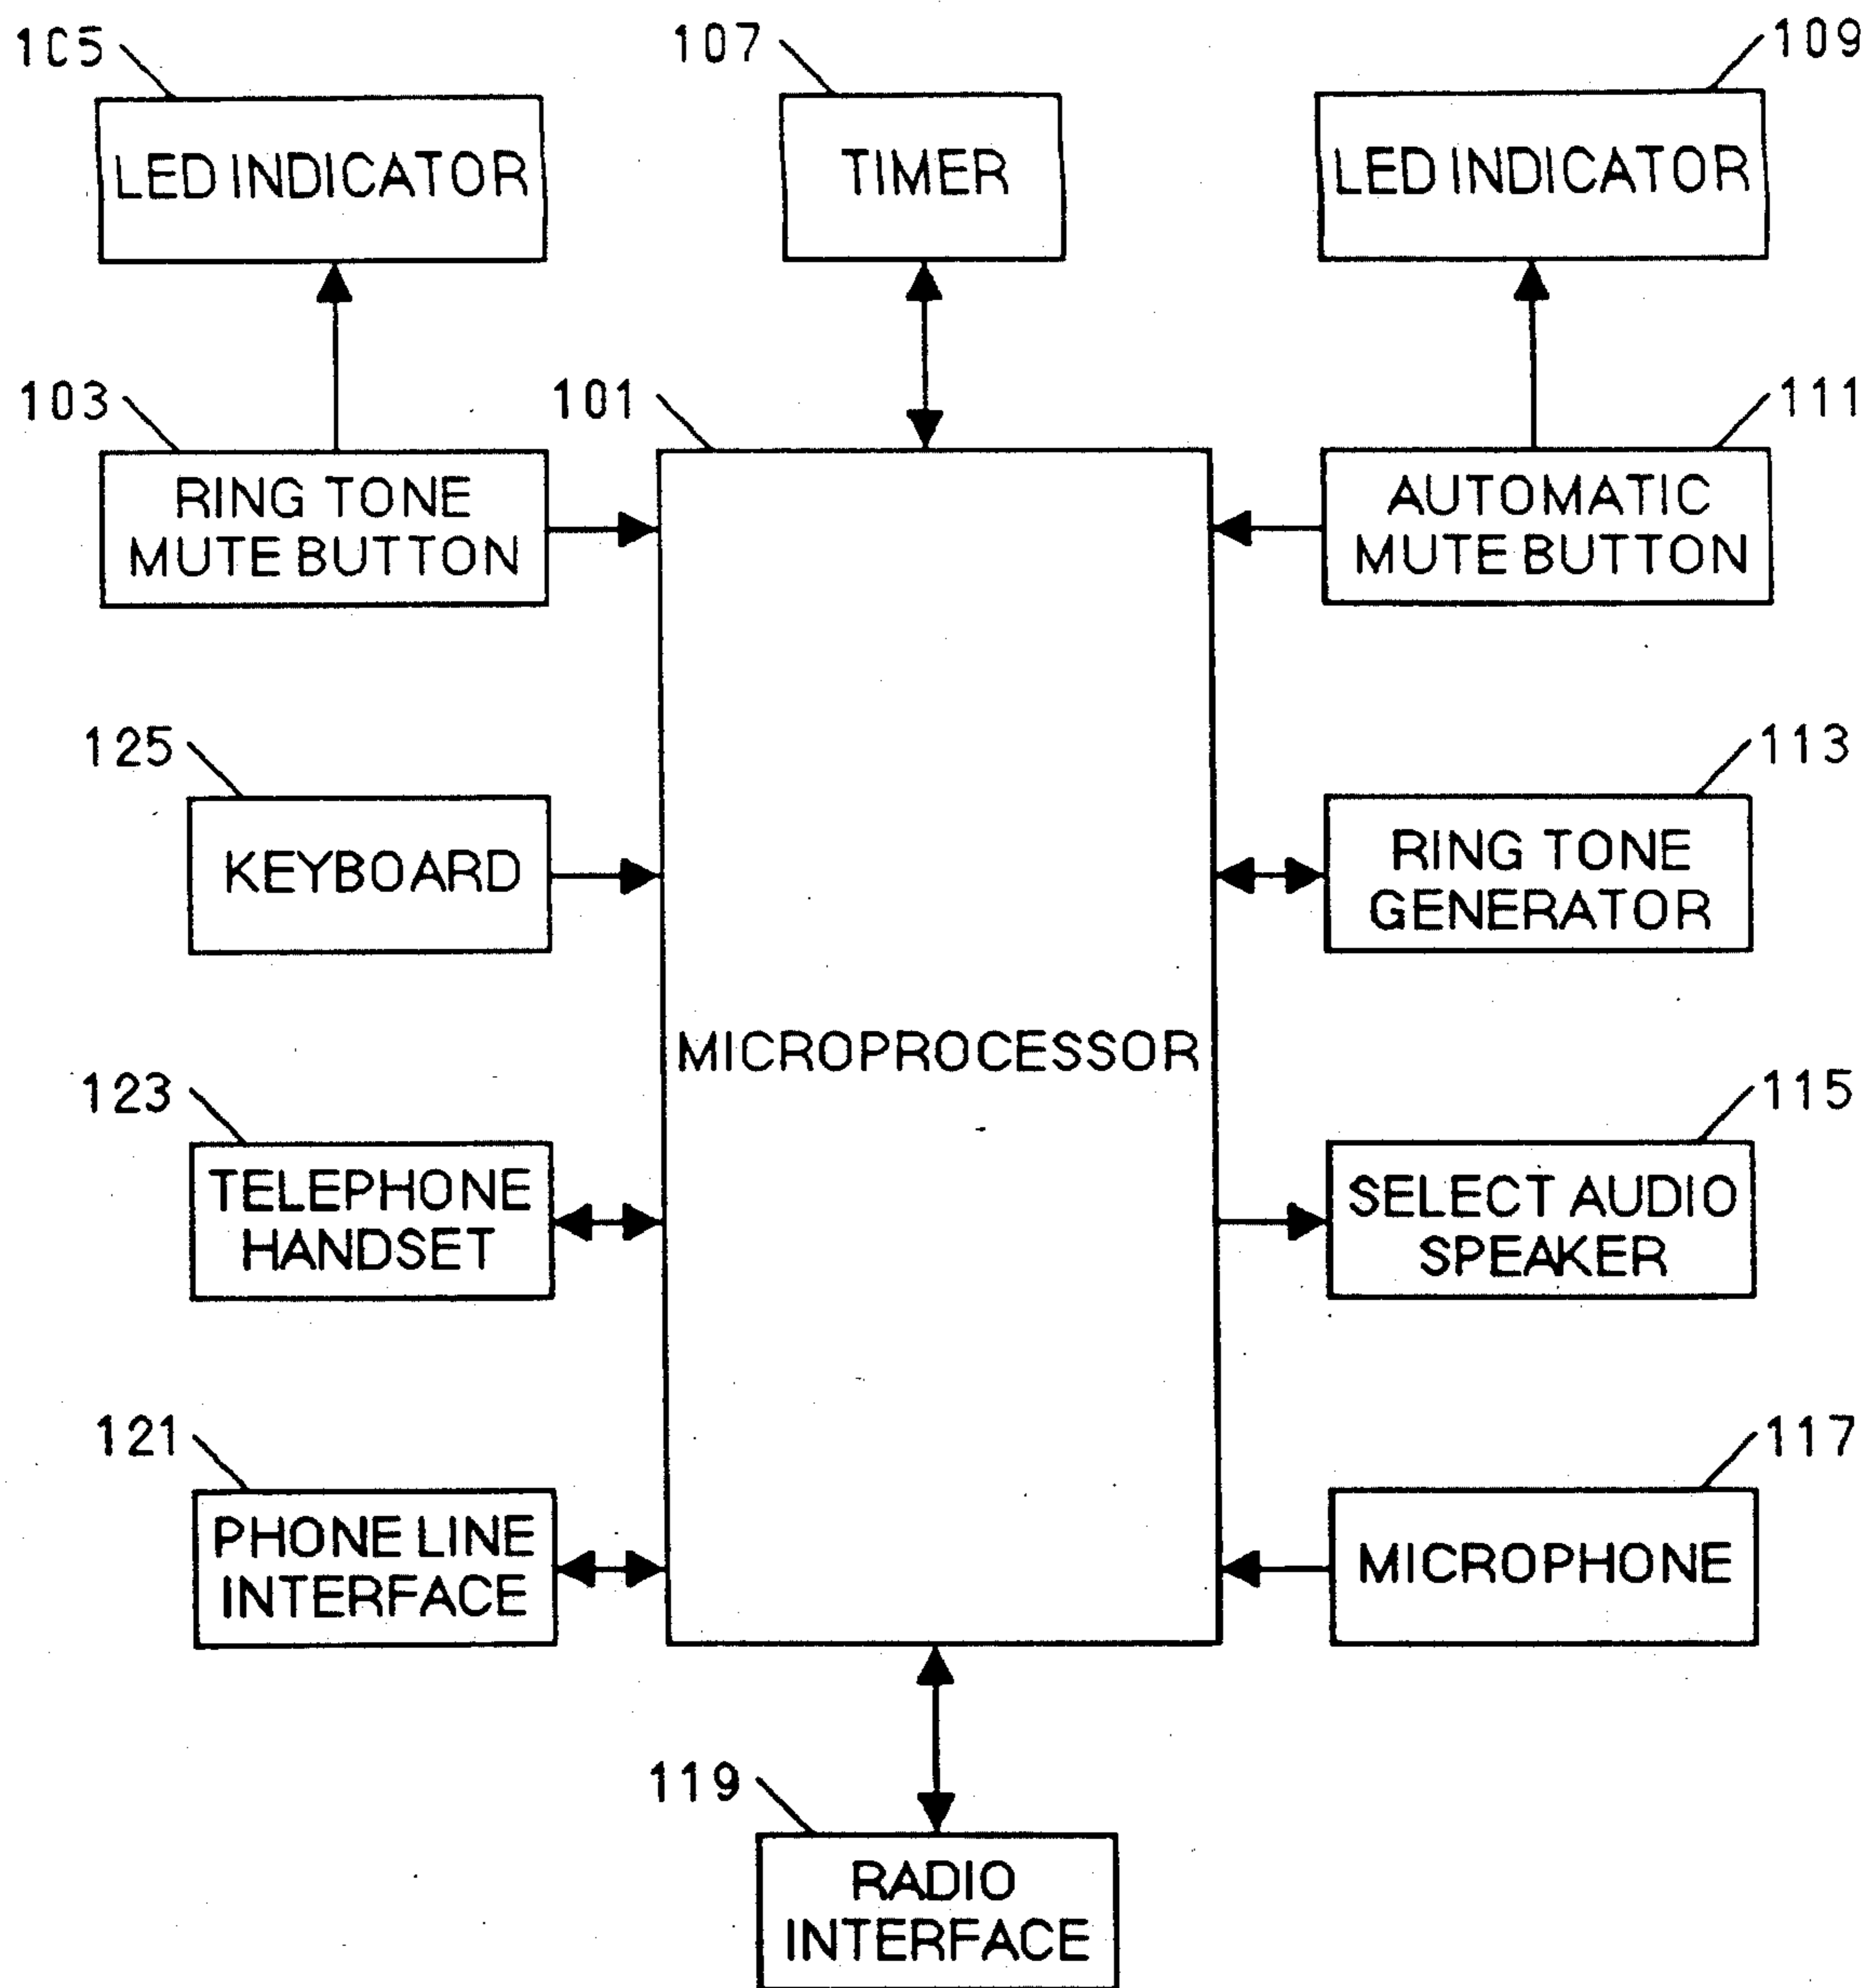 105
107
109
LED INDICATOR
TIMER
LED INDICATOR
103
101
111
RING TONE
MUTE BUTTON
AUTOMATIC
MUTE BUTTON
125
113
KEYBOARD
RING TONE
GENERATOR
MICROPROCESSOR
123
115
TELEPHONE
HANDSET
SELECT AUDIO
SPEAKER
121
117
PHONE LINE
INTERFACE
MICROPHONE
119
RADIO
INTERFACE